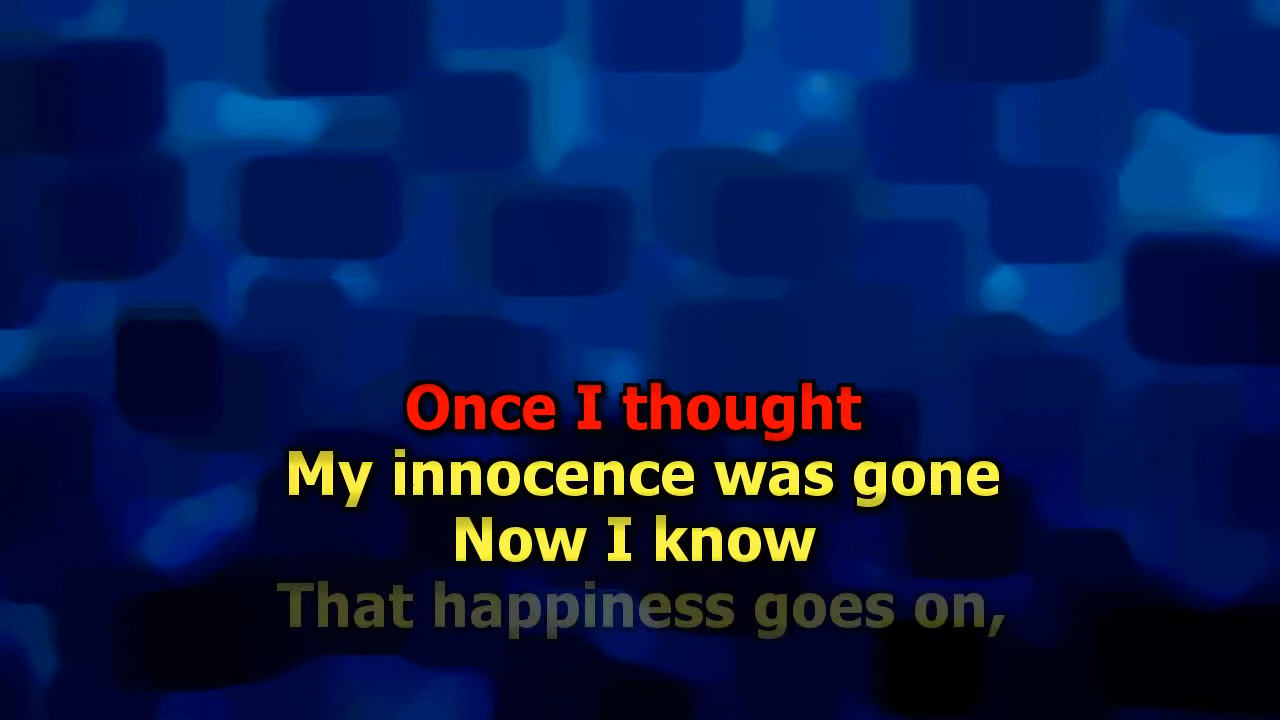 Once I thought
My innocence was gone
Now I know
That happiness goes on,